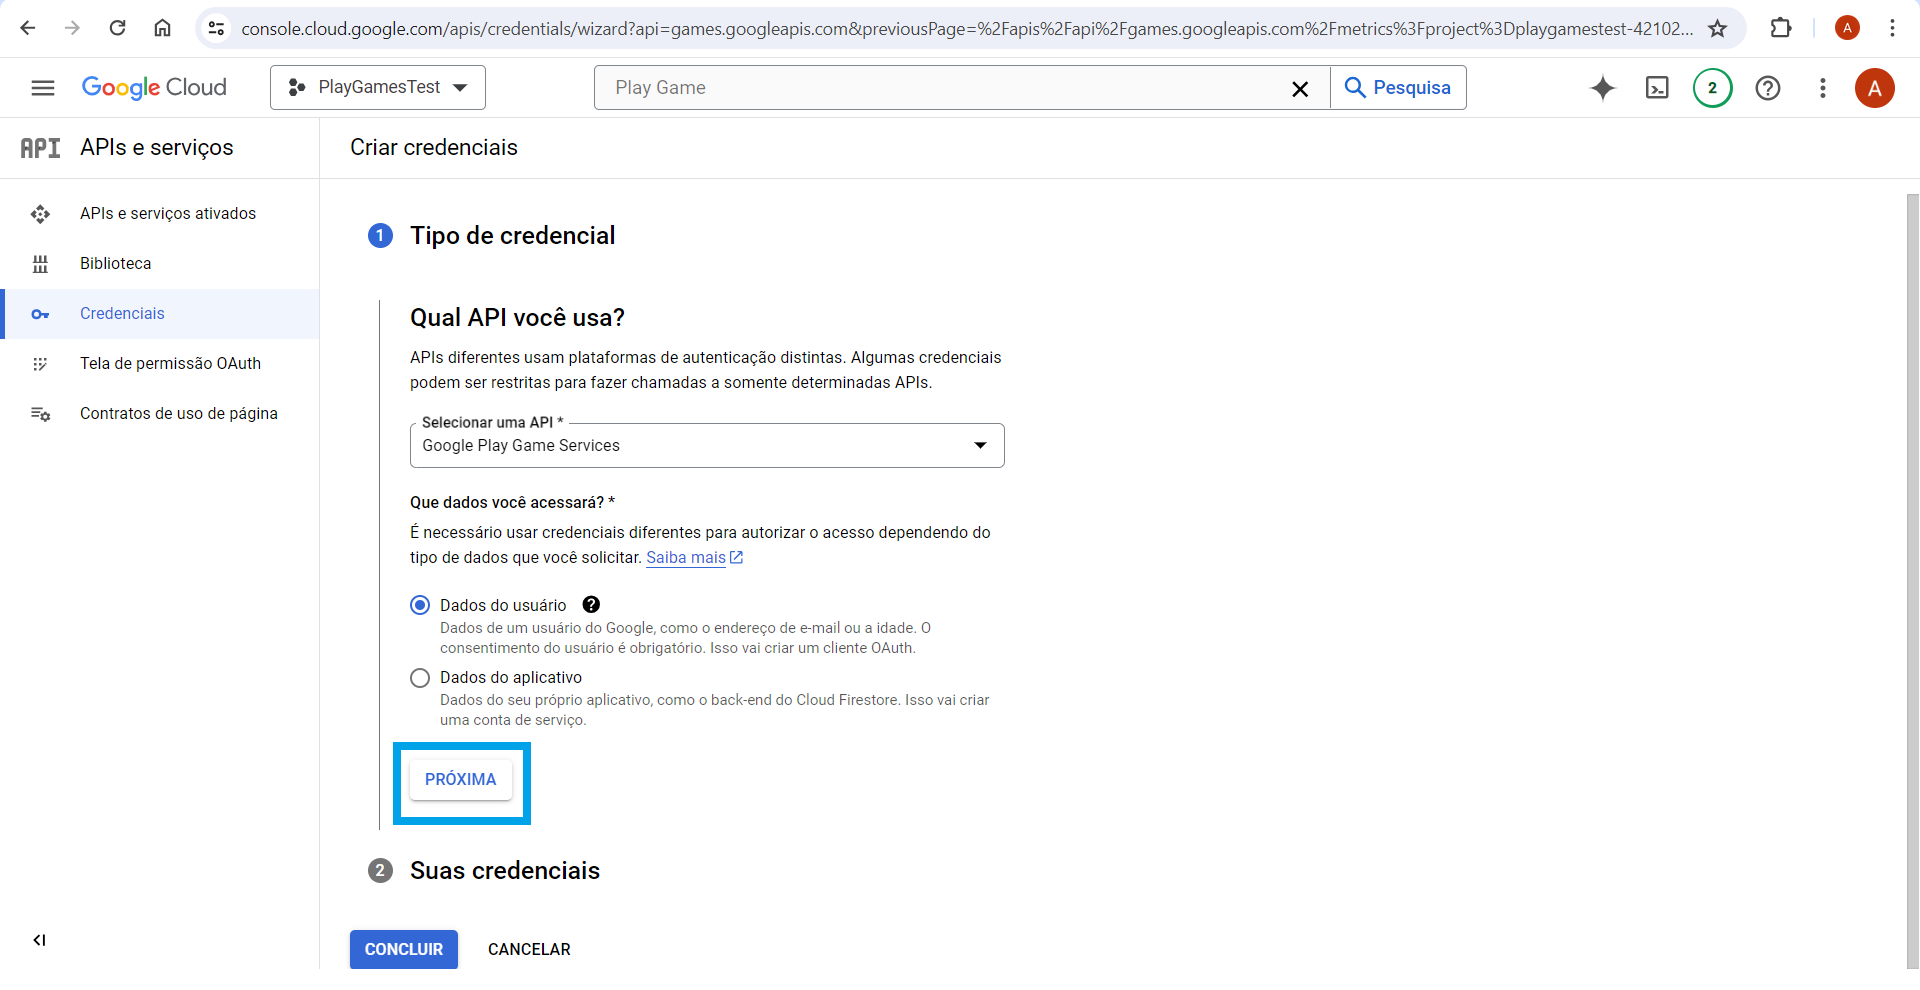 console.cloud.google.com/apis/credentials/wizard?api=games.googleapis.com&previousPage=%2Fapis%2Fapi%2Fgames.googleapis.com%2Fmetrics%3Fproject%3Dplaygamestest-42102...
A
Google Cloud
PlayGamesTest
Play Game
Pesquisa
2
A
API
APIs e serviços
Criar credenciais
APIs e serviços ativados
Biblioteca
Credenciais
Tela de permissão OAuth
Contratos de uso de página
1
Tipo de credencial
Qual API você usa?
APIs diferentes usam plataformas de autenticação distintas. Algumas credenciais
podem ser restritas para fazer chamadas a somente determinadas APIs.
Selecionar uma API *
Google Play Game Services
Que dados você acessará? *
É necessário usar credenciais diferentes para autorizar o acesso dependendo do
tipo de dados que você solicitar. Saiba mais
Dados do usuário
Dados de um usuário do Google, como o endereço de e-mail ou a idade. O
consentimento do usuário é obrigatório. Isso vai criar um cliente OAuth.
Dados do aplicativo
Dados do seu próprio aplicativo, como o back-end do Cloud Firestore. Isso vai criar
uma conta de serviço.
PRÓXIMA
2
Suas credenciais
CONCLUIR
CANCELAR